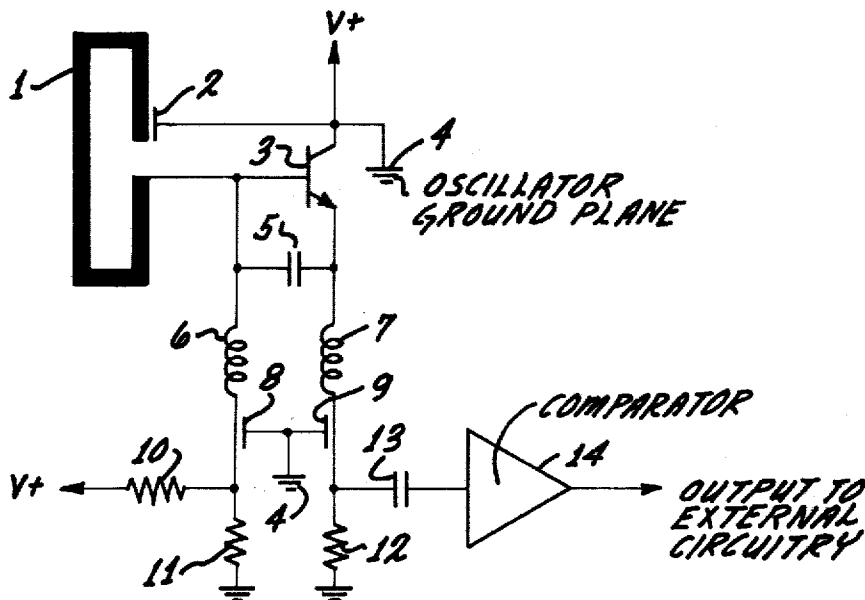 V+
1
2
3
4
OSCILLATOR
GROUND PLANE
5
6
7
8
9
COMPARATOR
10
13
14
V+
4
OUTPUT TO
EXTERNAL
CIRCUITRY
11
12